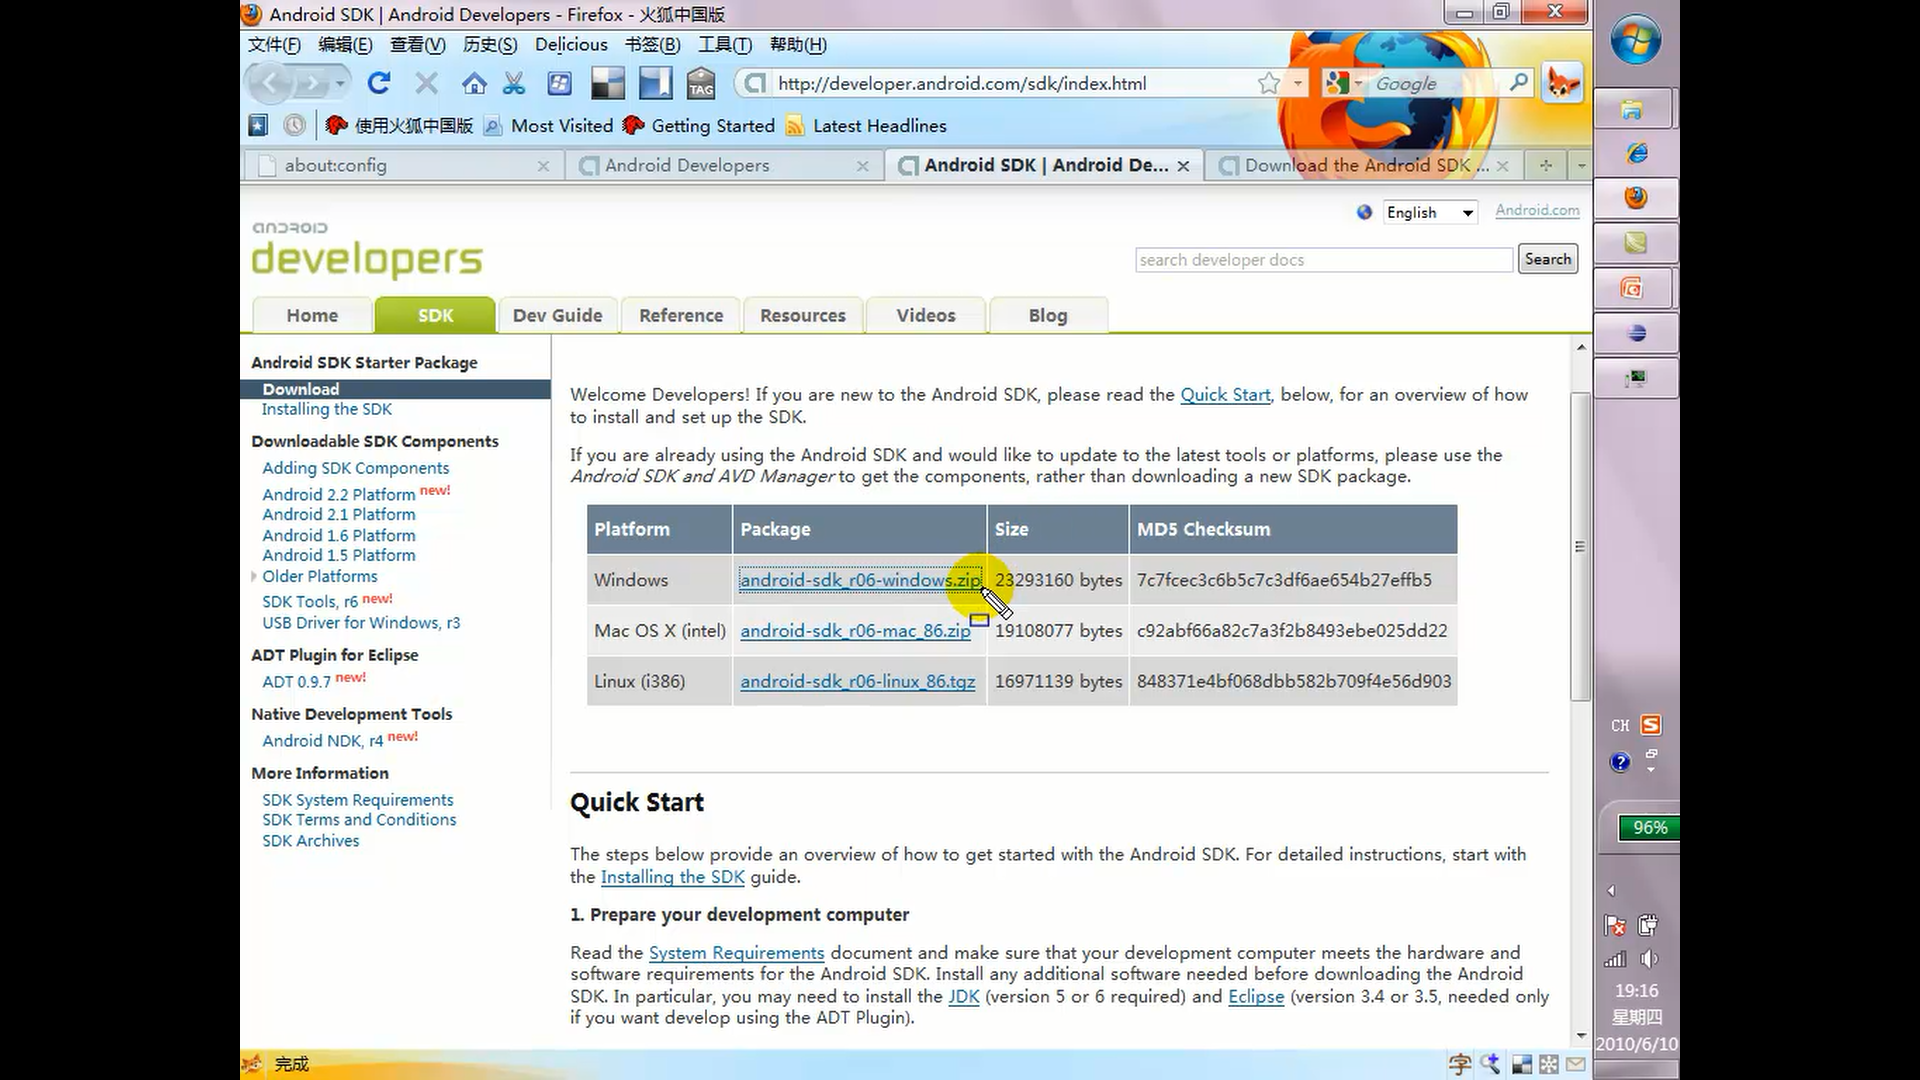 Android SDK | Android Developers - Firefox - 火狐中国版
文件(F) 编辑(E) 查看(V) 历史(S) Delicious 书签(B) 工具(T) 帮助(H)
TAG http://developer.android.com/sdk/index.html Google
使用火狐中国版 Most Visited Getting Started Latest Headlines
about:config Android Developers Android SDK | Android De... Download the Android SDK ...
English Android.com
android
developers
search developer docs Search
Home SDK Dev Guide Reference Resources Videos Blog
Android SDK Starter Package
Download
Installing the SDK
Downloadable SDK Components
Adding SDK Components
Android 2.2 Platform new!
Android 2.1 Platform
Android 1.6 Platform
Android 1.5 Platform
Older Platforms
SDK Tools, r6 new!
USB Driver for Windows, r3
ADT Plugin for Eclipse
ADT 0.9.7 new!
Native Development Tools
Android NDK, r4 new!
More Information
SDK System Requirements
SDK Terms and Conditions
SDK Archives
Welcome Developers! If you are new to the Android SDK, please read the Quick Start, below, for an overview of how
to install and set up the SDK.
If you are already using the Android SDK and would like to update to the latest tools or platforms, please use the
Android SDK and AVD Manager to get the components, rather than downloading a new SDK package.
Platform Package Size MD5 Checksum
Windows android-sdk_r06-windows.zip 23293160 bytes 7c7fcec3c6b5c7c3df6ae654b27effb5
Mac OS X (intel) android-sdk_r06-mac_86.zip 19108077 bytes c92abf66a82c7a3f2b8493ebe025dd22
Linux (i386) android-sdk_r06-linux_86.tgz 16971139 bytes 848371e4bf068dbb582b709f4e56d903
Quick Start
The steps below provide an overview of how to get started with the Android SDK. For detailed instructions, start with
the Installing the SDK guide.
1. Prepare your development computer
Read the System Requirements document and make sure that your development computer meets the hardware and
software requirements for the Android SDK. Install any additional software needed before downloading the Android
SDK. In particular, you may need to install the JDK (version 5 or 6 required) and Eclipse (version 3.4 or 3.5, needed only
if you want develop using the ADT Plugin).
完成
字
CH S
96%
19:16
星期四
2010/6/10